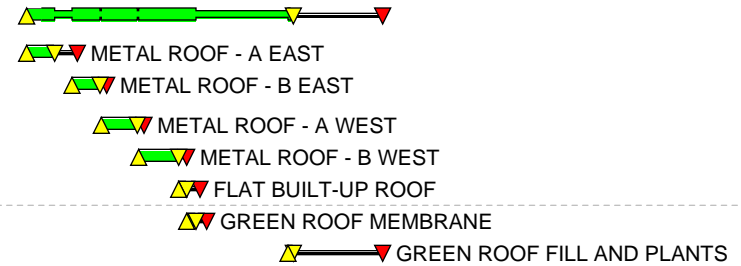 METAL ROOF - A EAST
METAL ROOF - B EAST
METAL ROOF - A WEST
METAL ROOF - B WEST
FLAT BUILT-UP ROOF
GREEN ROOF MEMBRANE
GREEN ROOF FILL AND PLANTS